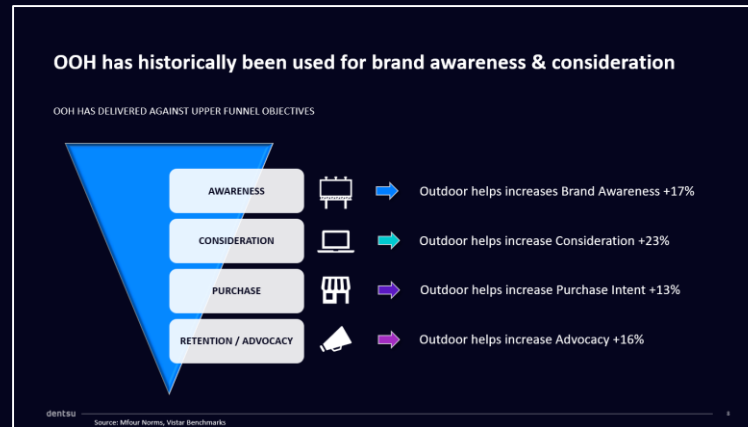 OOH has historically been used for brand awareness & consideration
OOH HAS DELIVERED AGAINST UPPER FUNNEL OBJECTIVES
AWARENESS
Outdoor helps increases Brand Awareness +17%
CONSIDERATION
Outdoor helps increase Consideration +23%
PURCHASE
Outdoor helps increase Purchase Intent +13%
RETENTION / ADVOCACY
Outdoor helps increase Advocacy +16%
dentsu
Source: Mfour Norms, Vistar Benchmarks